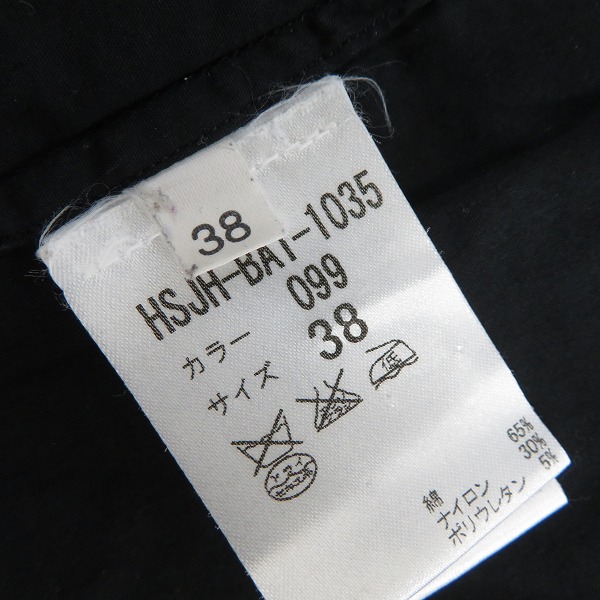 38
HSJH-BAT-1035
カラー 099
サイズ 38
低
綿 65%
ナイロン 30%
ポリウレタン 5%